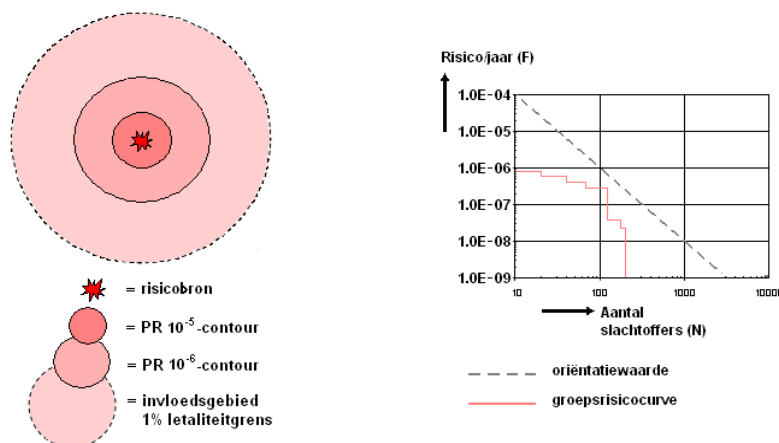 = risicobron
= PR 10⁻⁵-contour
= PR 10⁻⁶-contour
= invloedsgebied
1% letaliteitgrens
Risico/jaar (F)
1.0E-04
1.0E-05
1.0E-06
1.0E-07
1.0E-08
1.0E-09
10 100 1000 10000
Aantal
slachtoffers (N)
oriëntatiewaarde
groepsrisicocurve